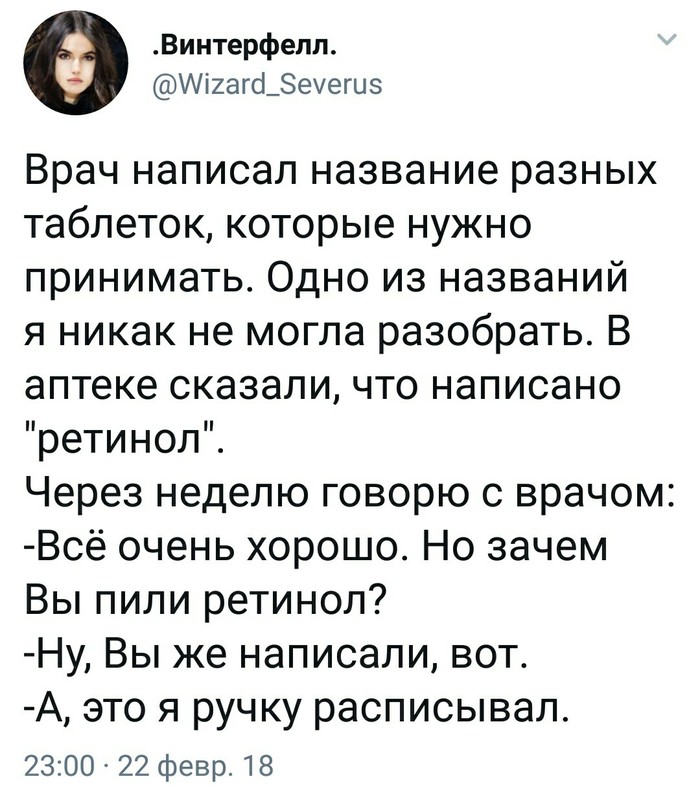 .Винтерфелл.
@Wizard_Severus
Врач написал название разных
таблеток, которые нужно
принимать. Одно из названий
я никак не могла разобрать. В
аптеке сказали, что написано
"ретинол".
Через неделю говорю с врачом:
-Всё очень хорошо. Но зачем
Вы пили ретинол?
-Ну, Вы же написали, вот.
-А, это я ручку расписывал.
23:00 · 22 февр. 18